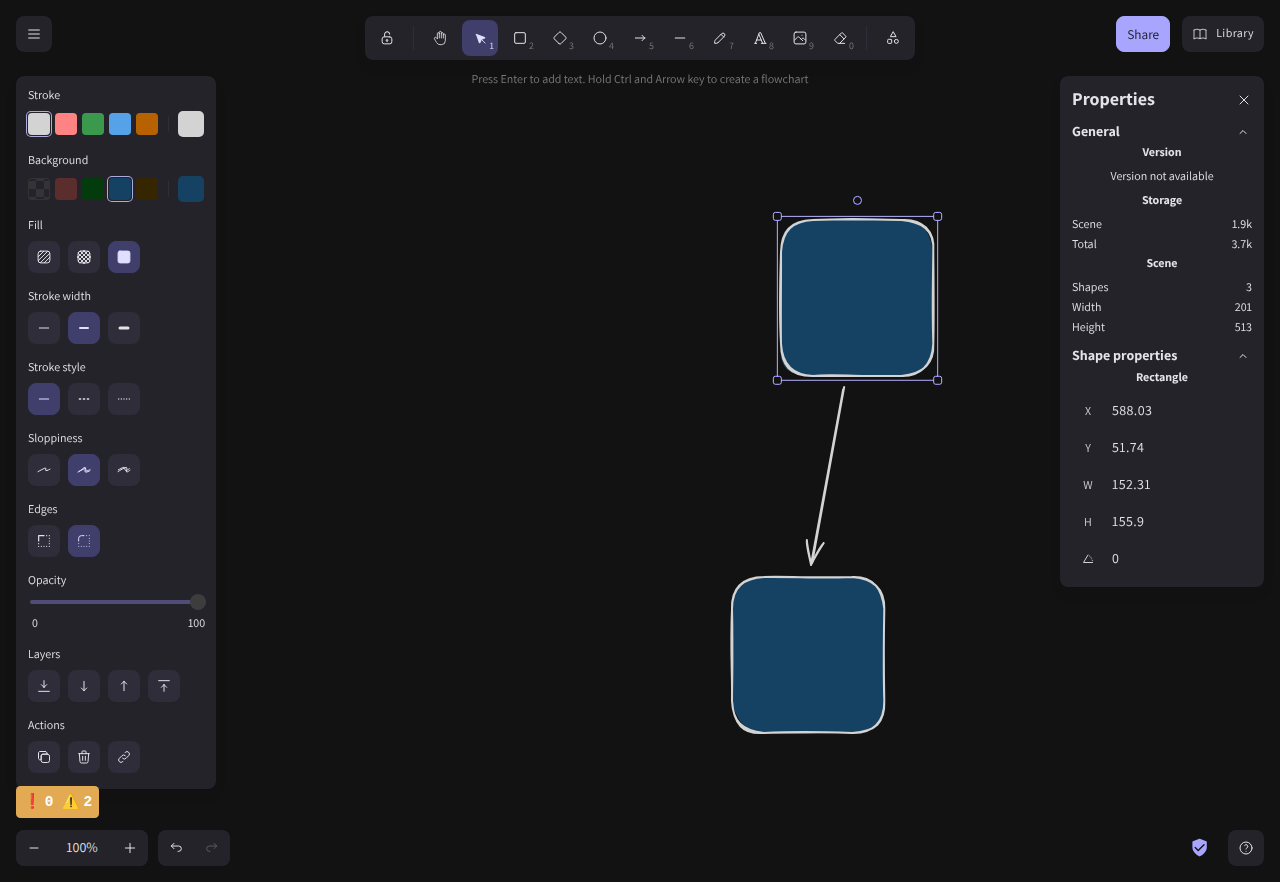 1
2
3
4
5
6
7
8
9
0
Share
Library
Press Enter to add text. Hold Ctrl and Arrow key to create a flowchart
Stroke
Background
Fill
Stroke width
Stroke style
Sloppiness
Edges
Opacity
0 100
Layers
Actions
❗ 0 ⚠️ 2
100%
Properties
General
Version
Version not available
Storage
Scene 1.9k
Total 3.7k
Scene
Shapes 3
Width 201
Height 513
Shape properties
Rectangle
X 588.03
Y 51.74
W 152.31
H 155.9
0